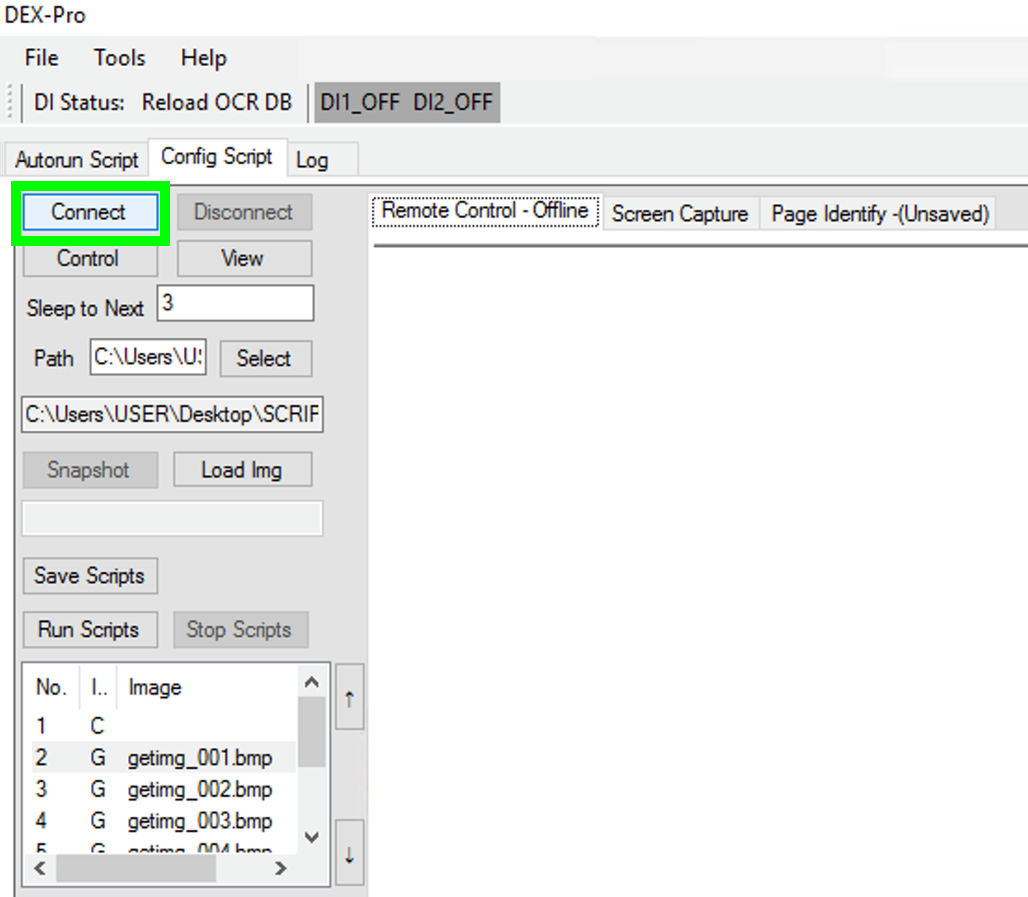 DEX-Pro
File Tools Help
DI Status: Reload OCR DB DI1_OFF DI2_OFF
Autorun Script Config Script Log
Connect Disconnect Remote Control - Offline Screen Capture Page Identify -(Unsaved)
Control View
Sleep to Next 3
Path C:\Users\U Select
C:\Users\USER\Desktop\SCRIF
Snapshot Load Img
Save Scripts
Run Scripts Stop Scripts
No. I.. Image
1 C
2 G getimg_001.bmp
3 G getimg_002.bmp
4 G getimg_003.bmp
5 G getimg_004.bmp